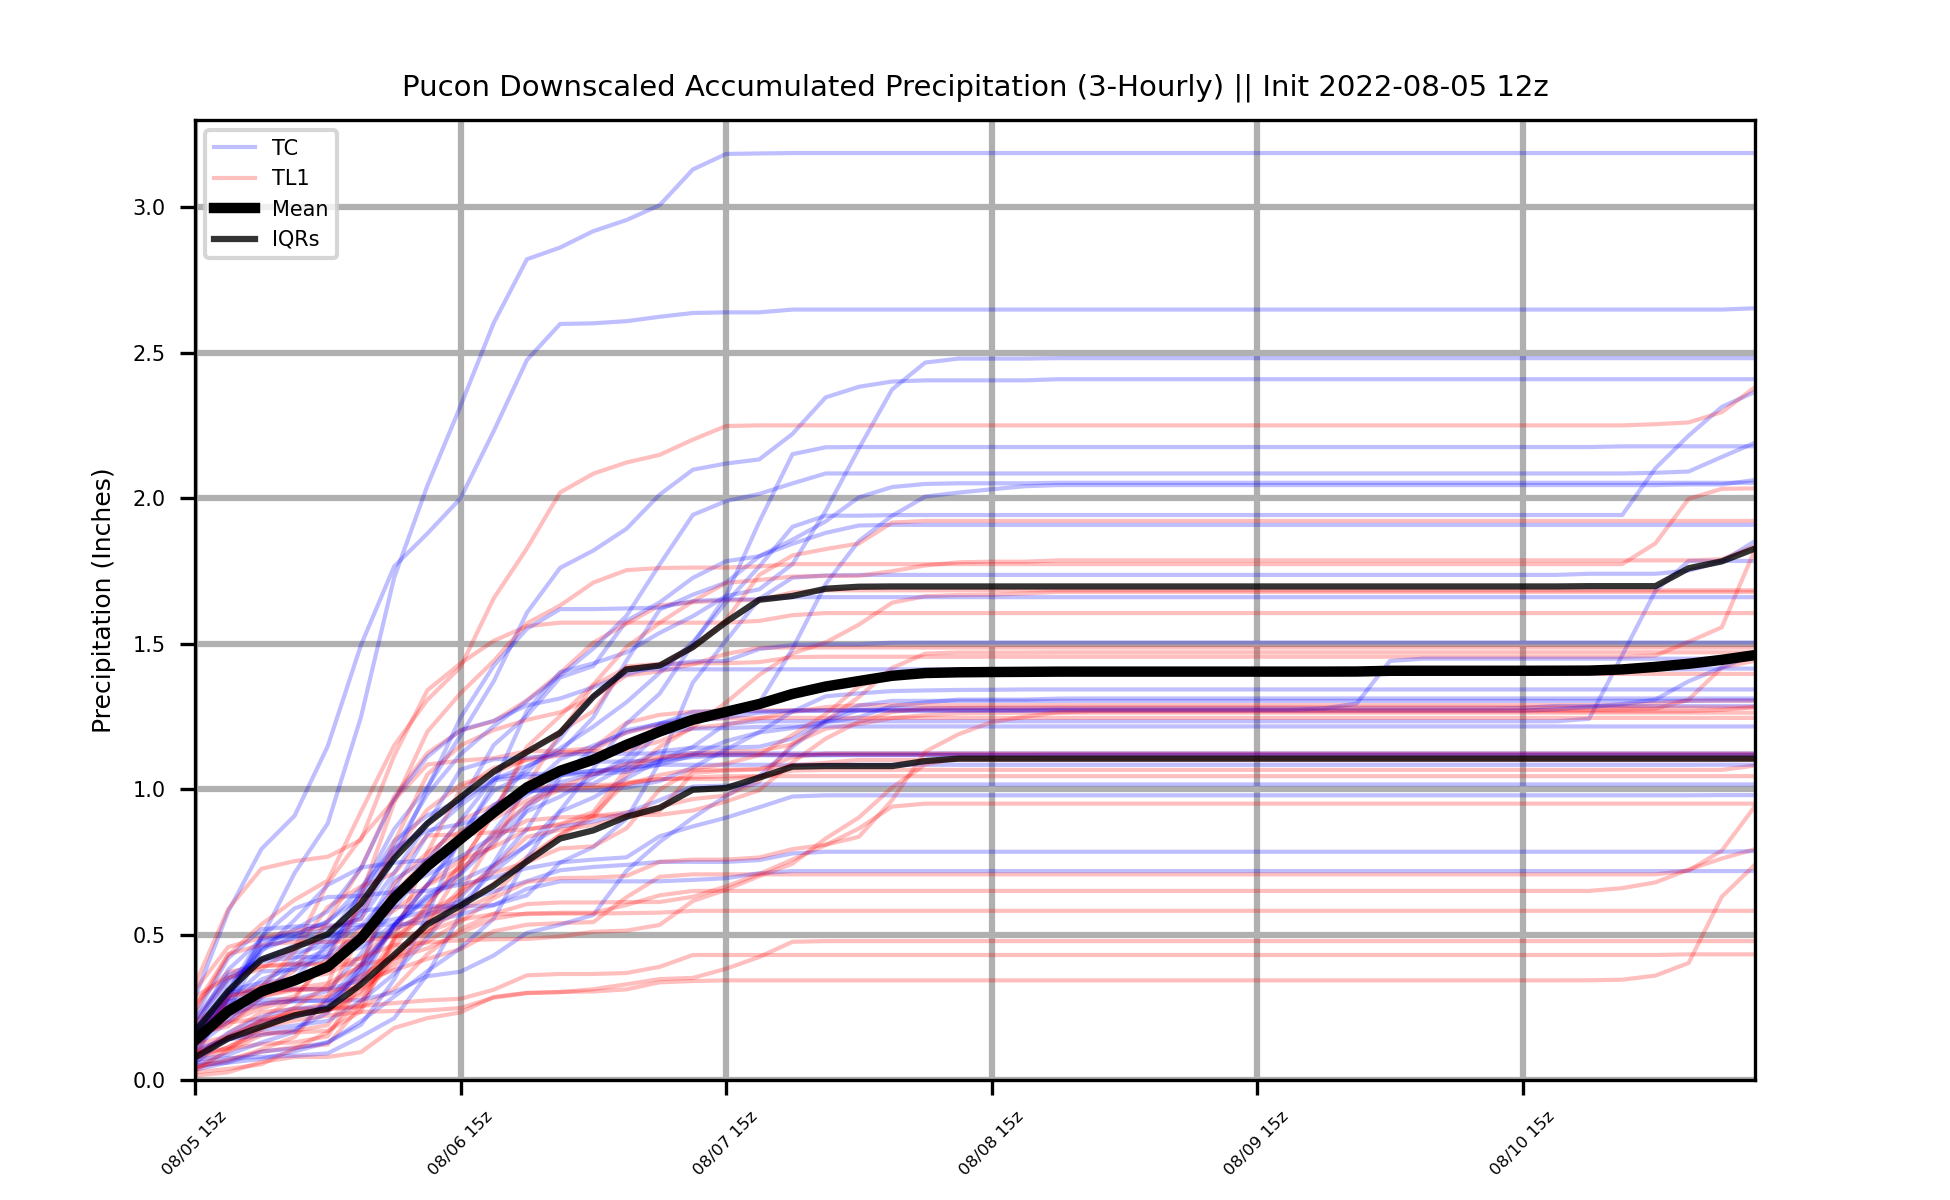 Pucon Downscaled Accumulated Precipitation (3-Hourly) || Init 2022-08-05 12z
TC
TL1
Mean
IQRs
Precipitation (Inches)
3.0
2.5
2.0
1.5
1.0
0.5
0.0
08/05 15z
08/06 15z
08/07 15z
08/08 15z
08/09 15z
08/10 15z